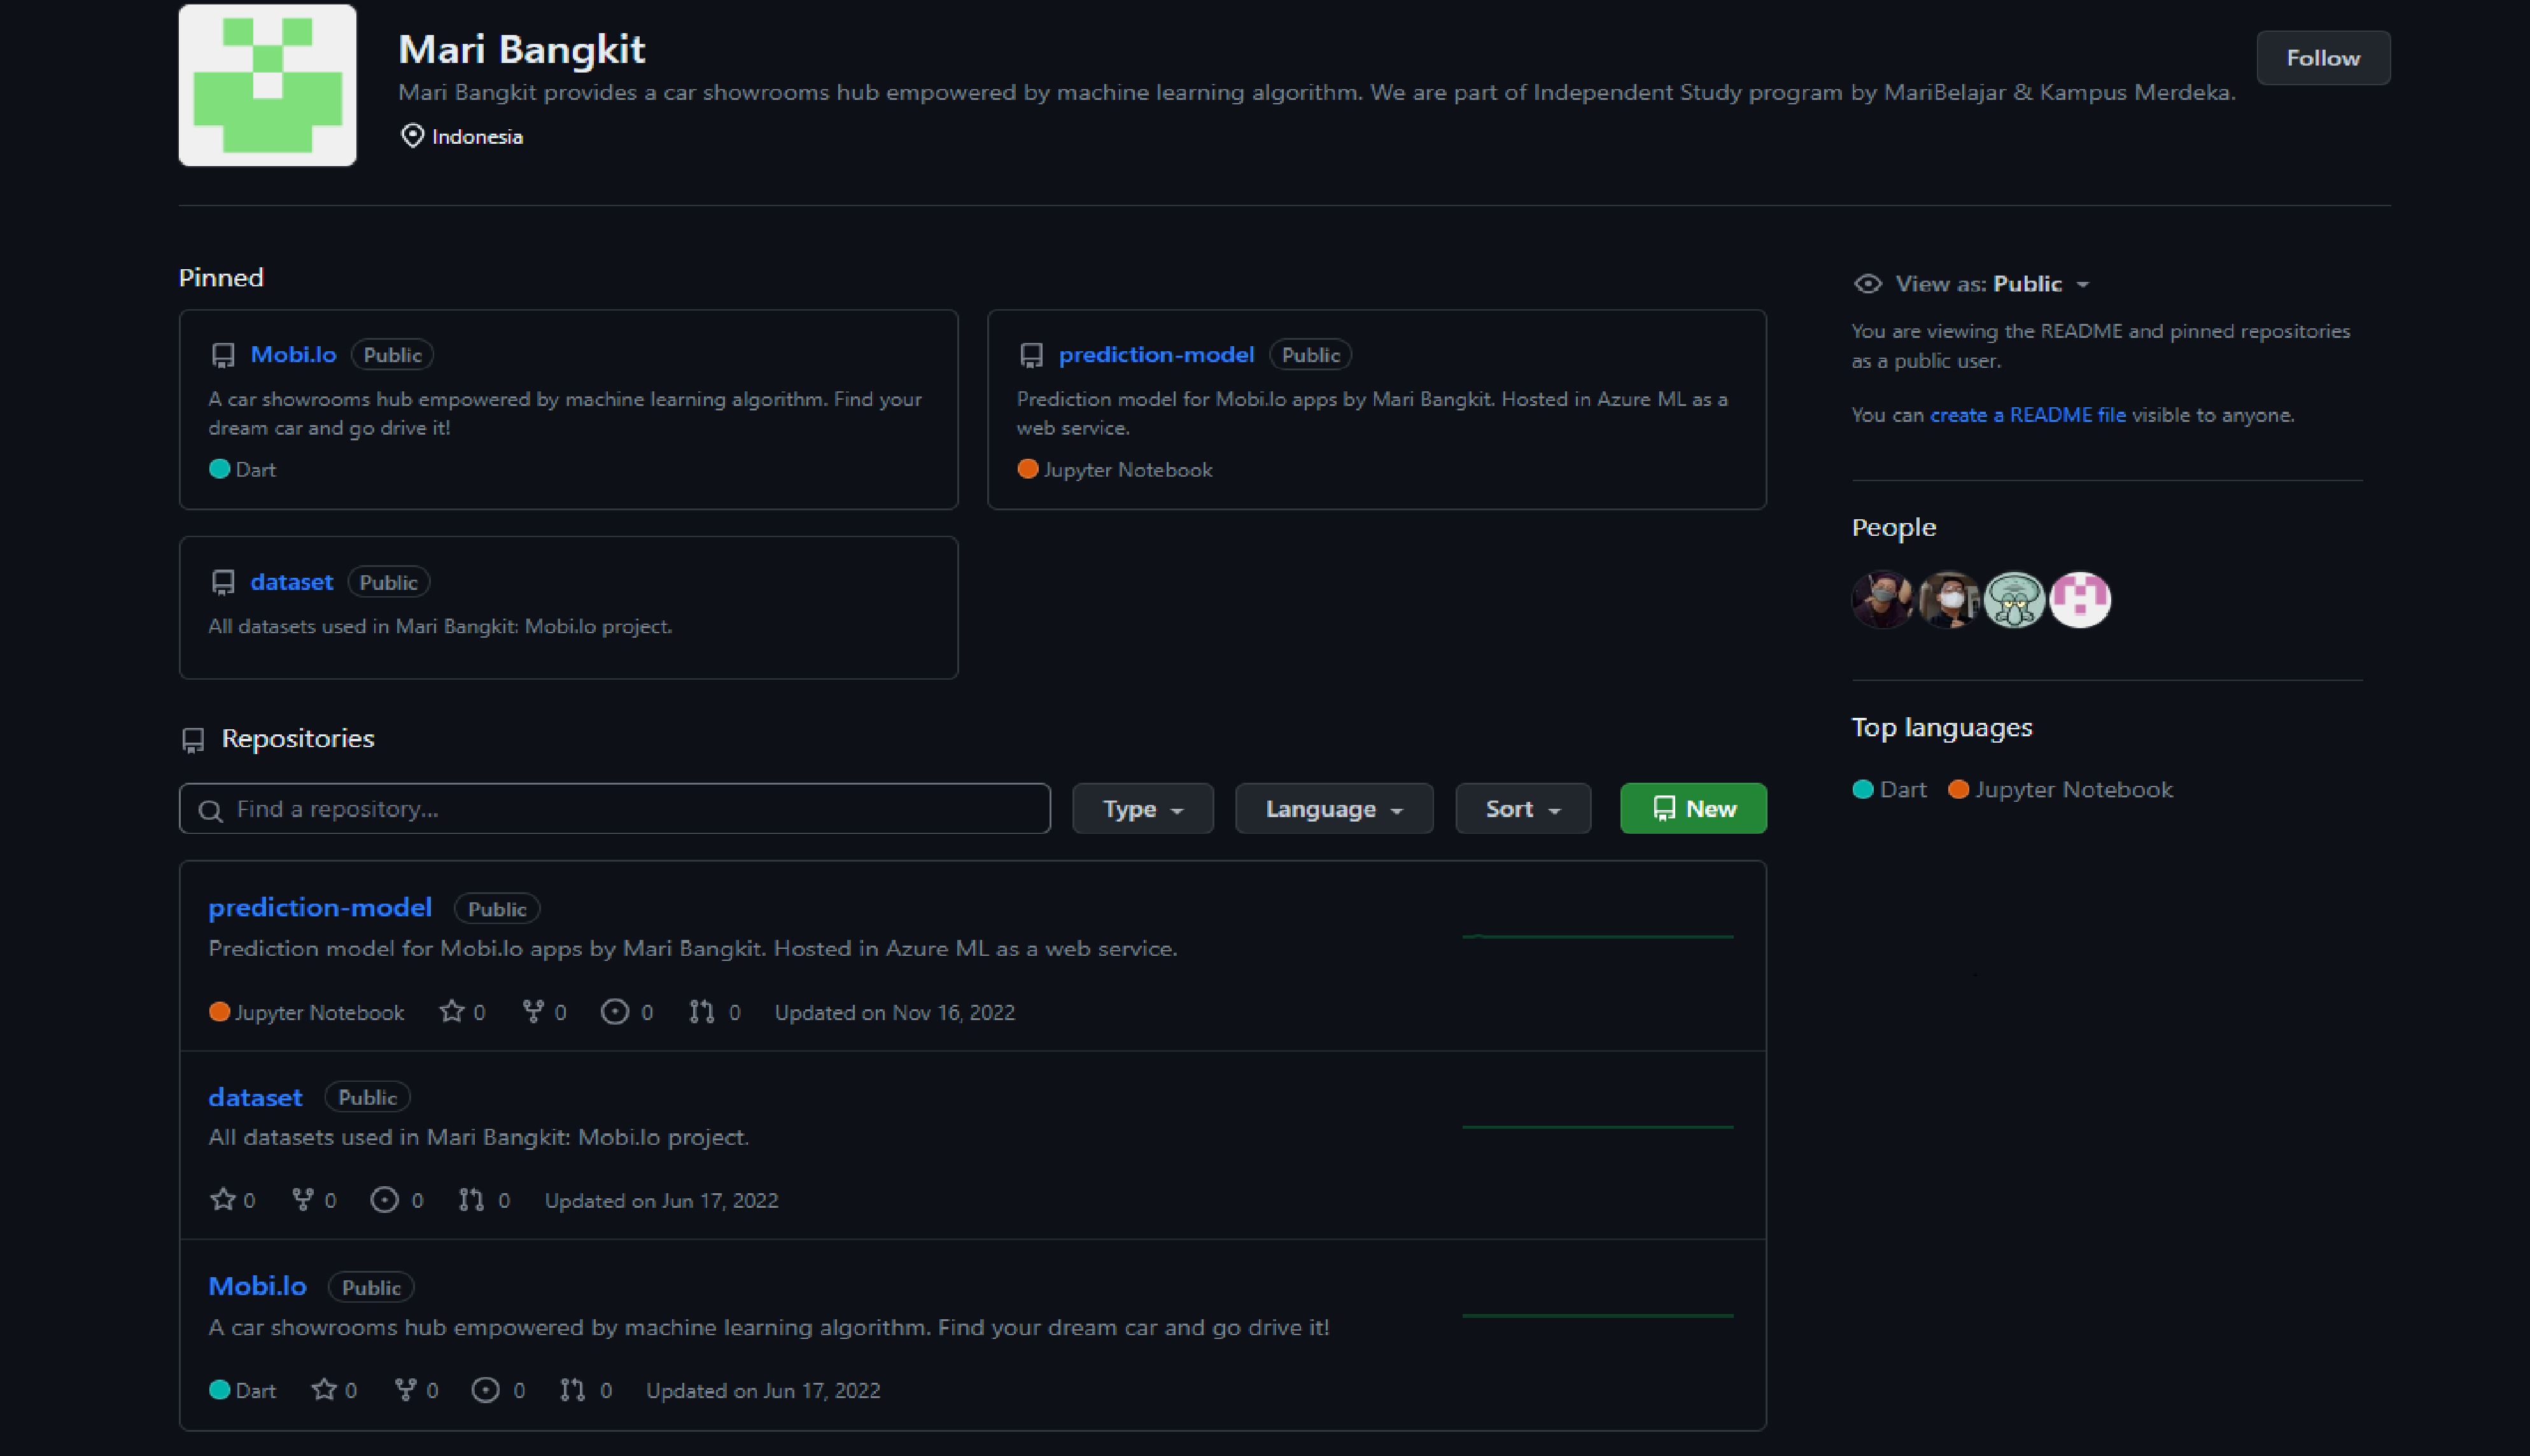 Mari Bangkit
Follow
Mari Bangkit provides a car showrooms hub empowered by machine learning algorithm. We are part of Independent Study program by MariBelajar & Kampus Merdeka.
Indonesia
Pinned
Mobi.lo Public
A car showrooms hub empowered by machine learning algorithm. Find your
dream car and go drive it!
Dart
prediction-model Public
Prediction model for Mobi.lo apps by Mari Bangkit. Hosted in Azure ML as a
web service.
Jupyter Notebook
dataset Public
All datasets used in Mari Bangkit: Mobi.lo project.
Repositories
Find a repository...
Type
Language
Sort
New
prediction-model Public
Prediction model for Mobi.lo apps by Mari Bangkit. Hosted in Azure ML as a web service.
Jupyter Notebook 0 0 0 0 Updated on Nov 16, 2022
dataset Public
All datasets used in Mari Bangkit: Mobi.lo project.
0 0 0 0 Updated on Jun 17, 2022
Mobi.lo Public
A car showrooms hub empowered by machine learning algorithm. Find your dream car and go drive it!
Dart 0 0 0 0 Updated on Jun 17, 2022
View as: Public
You are viewing the README and pinned repositories
as a public user.
You can create a README file visible to anyone.
People
Top languages
Dart Jupyter Notebook